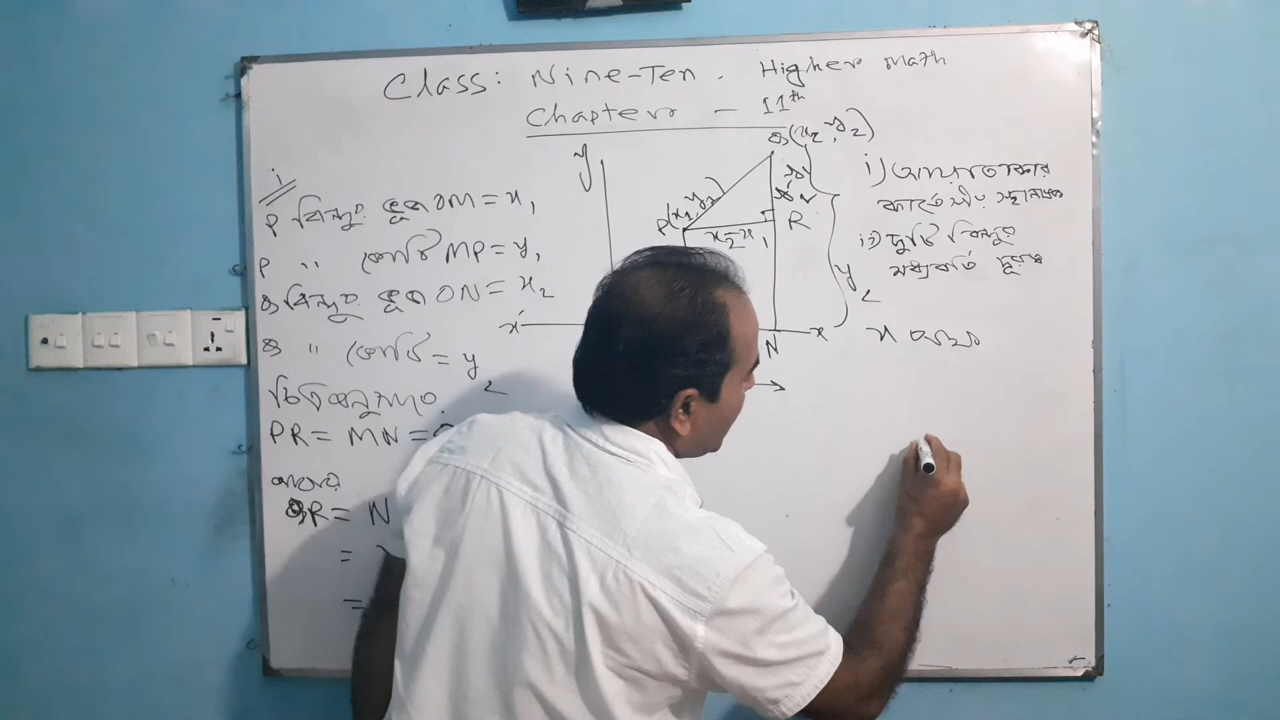 Class: Nine-Ten. Higher Math
Chapter - 11th
i
P বিন্দুর ভুজ OM = x₁
P " কোটি MP = y₁
Q বিন্দুর ভুজ ON = x₂
Q " কোটি = y₂
চিত্রানুসারে
PR = MN =
আবার
QR = N
=
=
y
Q(x₂, y₂)
P(x₁, y₁)
R
x₂-x₁
y₂
x'
N
x
i) আয়তাকার
কার্তেসীয় স্থানাঙ্ক
ii) দুটি বিন্দুর
মধ্যবর্তি দূরত্ব
x অক্ষ